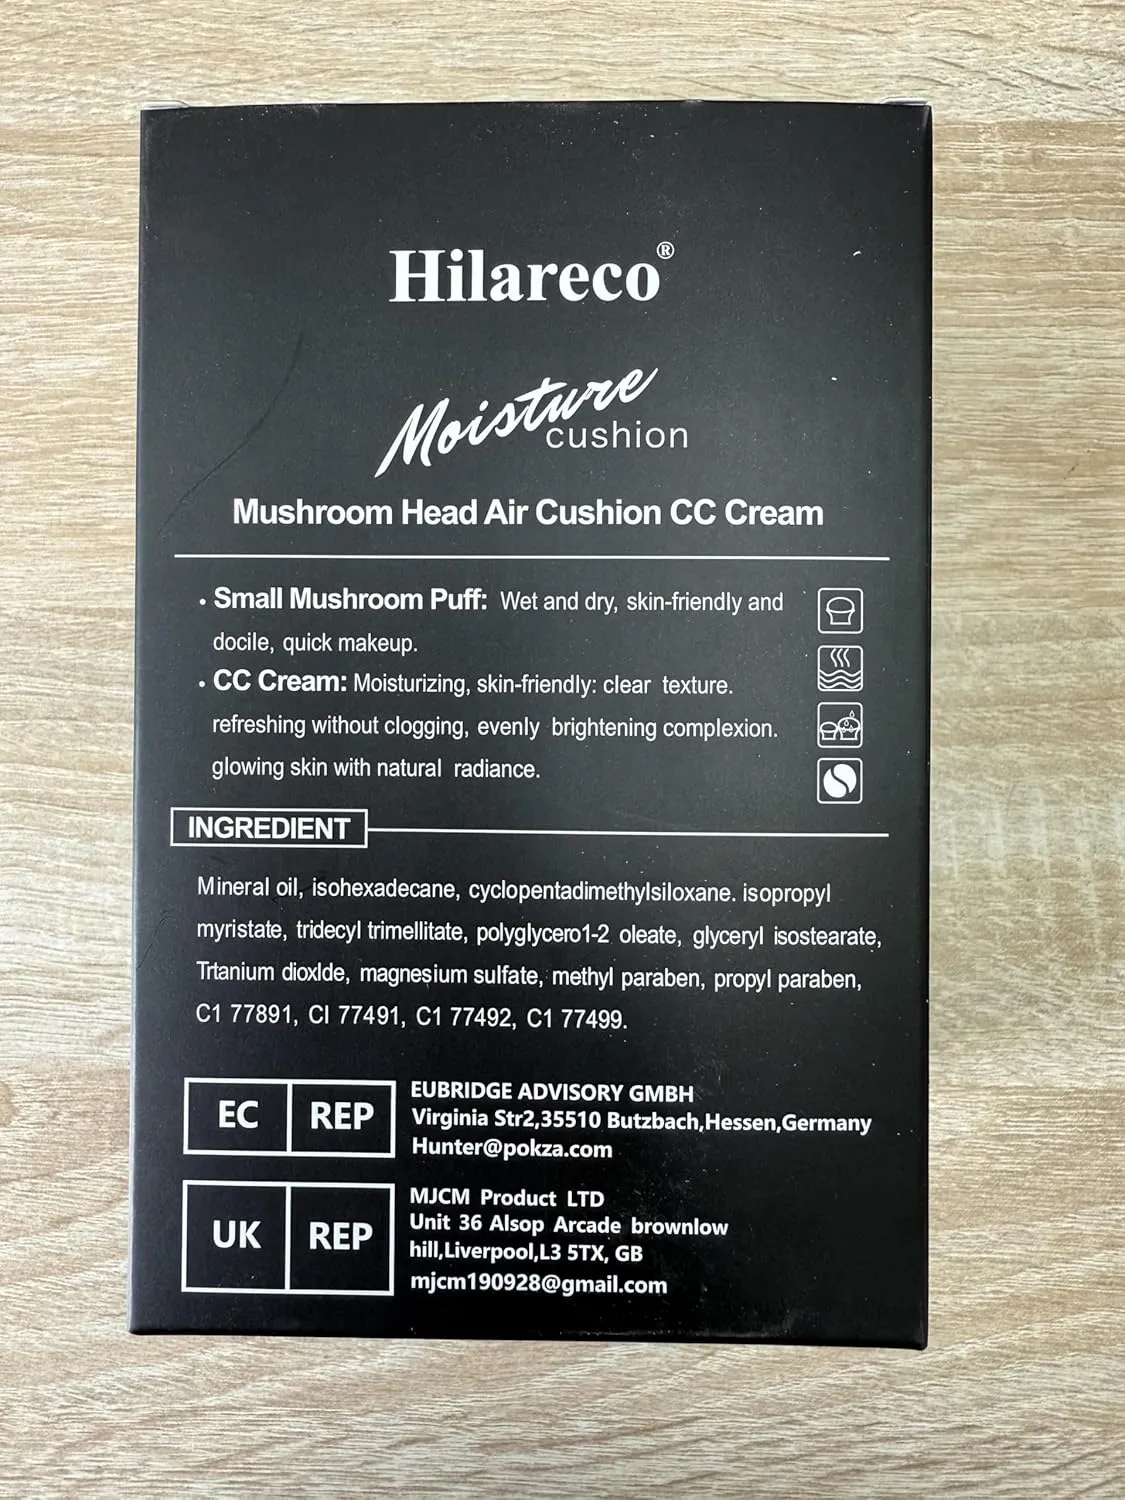 Hilareco®
Moisture
cushion
Mushroom Head Air Cushion CC Cream
• Small Mushroom Puff: Wet and dry, skin-friendly and
docile, quick makeup.
• CC Cream: Moisturizing, skin-friendly: clear texture.
refreshing without clogging, evenly brightening complexion.
glowing skin with natural radiance.
INGREDIENT
Mineral oil, isohexadecane, cyclopentadimethylsiloxane. isopropyl
myristate, tridecyl trimellitate, polyglycero1-2 oleate, glyceryl isostearate,
Trtanium dioxlde, magnesium sulfate, methyl paraben, propyl paraben,
C1 77891, CI 77491, C1 77492, C1 77499.
EC REP
EUBRIDGE ADVISORY GMBH
Virginia Str2,35510 Butzbach,Hessen,Germany
Hunter@pokza.com
UK REP
MJCM Product LTD
Unit 36 Alsop Arcade brownlow
hill,Liverpool,L3 5TX, GB
mjcm190928@gmail.com